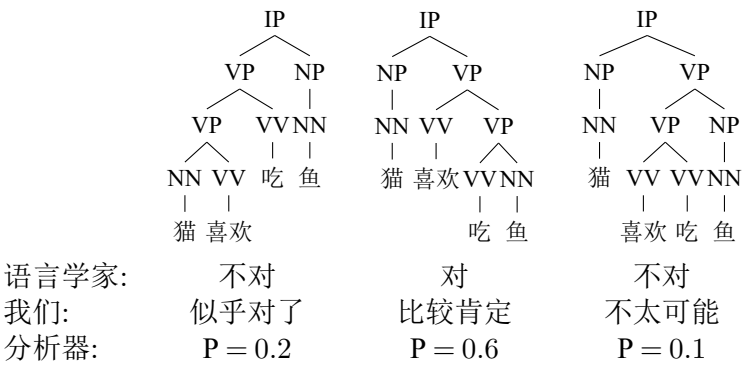 IP IP IP
VP NP NP VP NP VP
VP VV NN NN VV VP NN VP NP
NN VV 吃 鱼 猫 喜欢 VV NN 猫 VV VV NN
猫 喜欢 吃 鱼 喜欢 吃 鱼
语言学家: 不对 对 不对
我们: 似乎对了 比较肯定 不太可能
分析器: P = 0.2 P = 0.6 P = 0.1